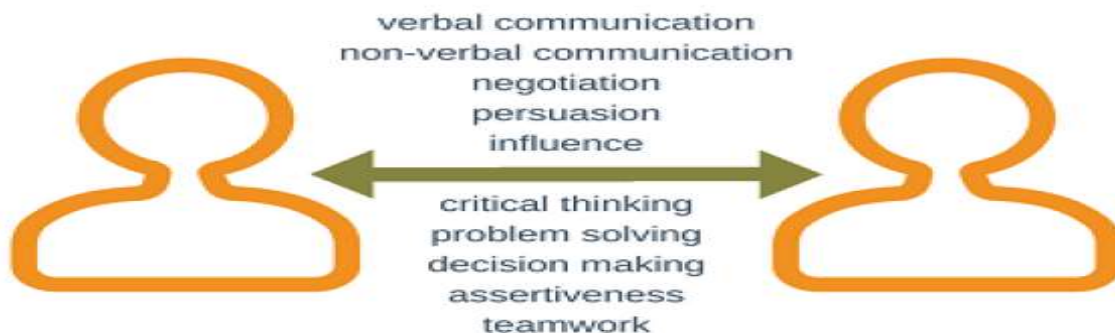 verbal communication
non-verbal communication
negotiation
persuasion
influence
critical thinking
problem solving
decision making
assertiveness
teamwork